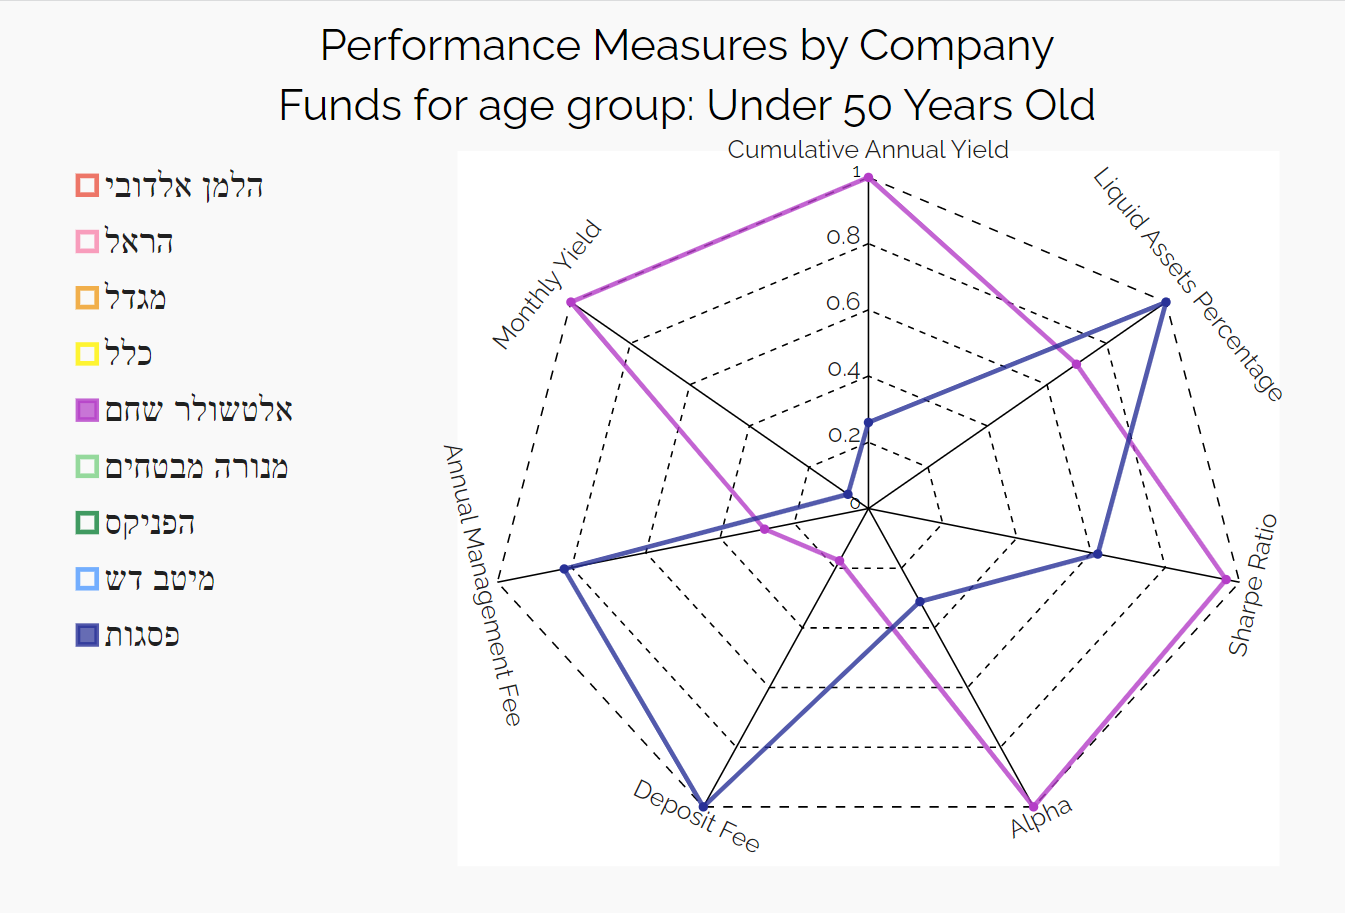 Performance Measures by Company
Funds for age group: Under 50 Years Old
הלמן אלדובי
הראל
מגדל
כלל
אלטשולר שחם
מנורה מבטחים
הפניקס
מיטב דש
פסגות
Cumulative Annual Yield
Liquid Assets Percentage
Sharpe Ratio
Alpha
Deposit Fee
Annual Management Fee
Monthly Yield
1
0.8
0.6
0.4
0.2
0